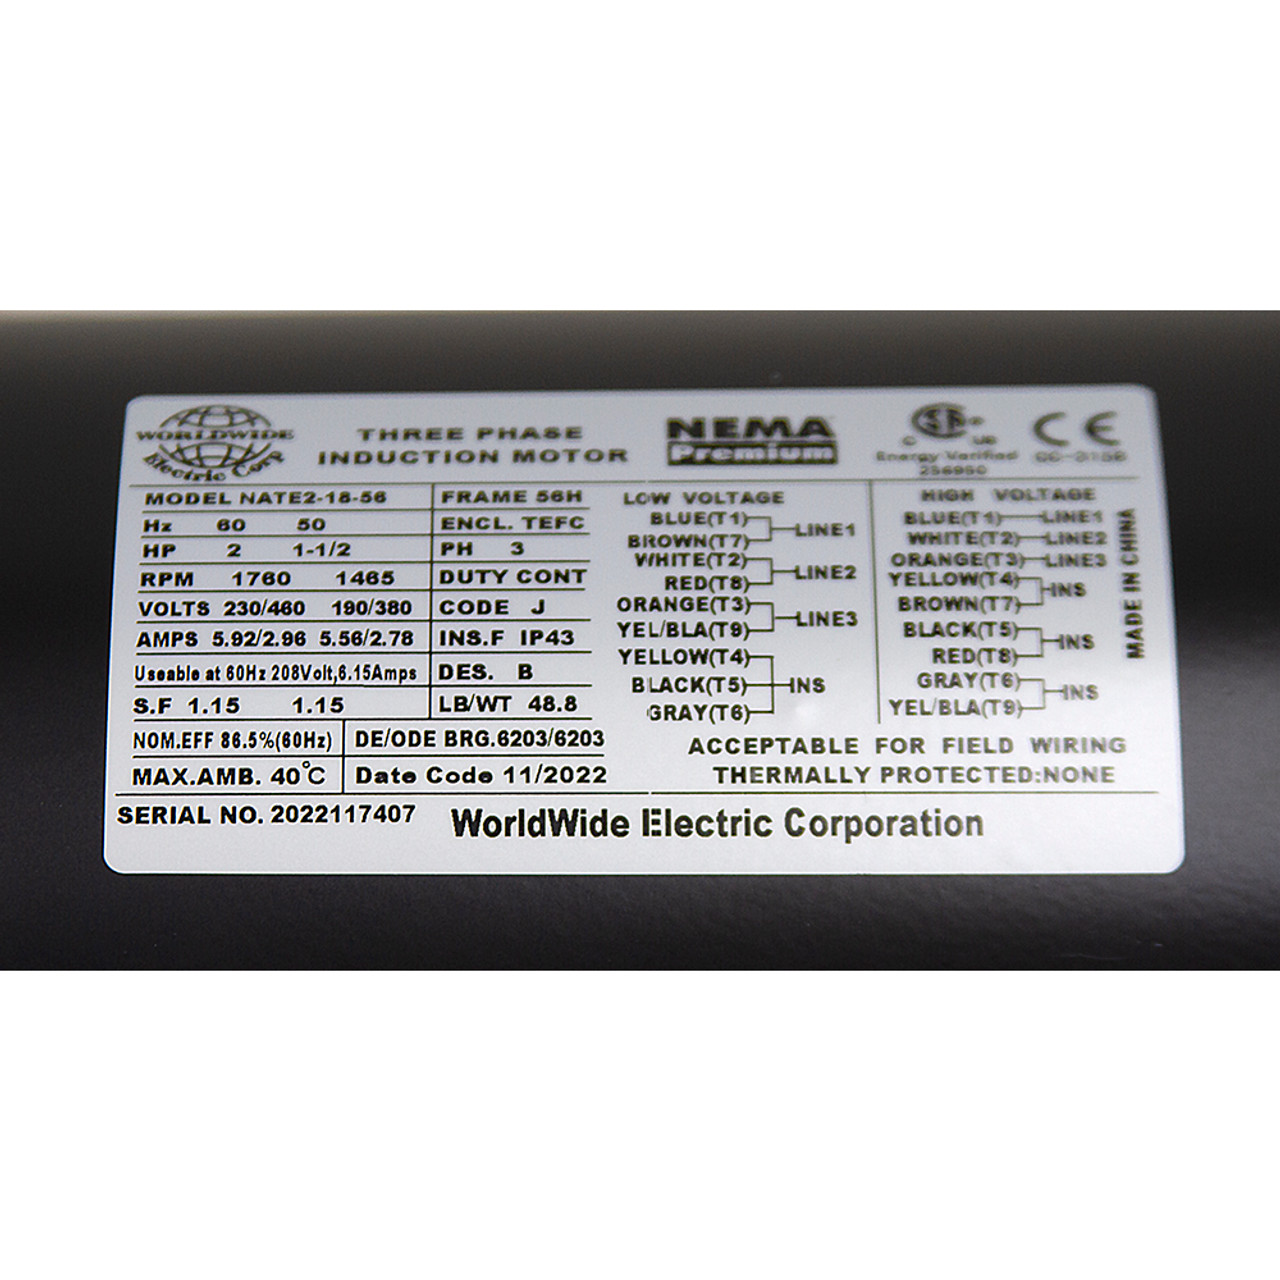 WORLDWIDE
Electric Corp
THREE PHASE
INDUCTION MOTOR
NEMA
Premium
C US
Energy Verified
256950
CE
MODEL NATE2-18-56 FRAME 56H
Hz 60 50 ENCL. TEFC
HP 2 1-1/2 PH 3
RPM 1760 1465 DUTY CONT
VOLTS 230/460 190/380 CODE J
AMPS 5.92/2.96 5.56/2.78 INS.F IP43
Useable at 60Hz 208Volt,6.15Amps DES. B
S.F 1.15 1.15 LB/WT 48.8
NOM.EFF 86.5%(60Hz) DE/ODE BRG.6203/6203
MAX.AMB. 40℃ Date Code 11/2022
LOW VOLTAGE
BLUE(T1)
BROWN(T7) LINE1
WHITE(T2)
RED(T8) LINE2
ORANGE(T3)
YEL/BLA(T9) LINE3
YELLOW(T4)
BLACK(T5) INS
GRAY(T6)
HIGH VOLTAGE
BLUE(T1) LINE1
WHITE(T2) LINE2
ORANGE(T3) LINE3
YELLOW(T4)
BROWN(T7) INS
BLACK(T5)
RED(T8) INS
GRAY(T6)
YEL/BLA(T9) INS
MADE IN CHINA
ACCEPTABLE FOR FIELD WIRING
THERMALLY PROTECTED:NONE
SERIAL NO. 2022117407
WorldWide Electric Corporation